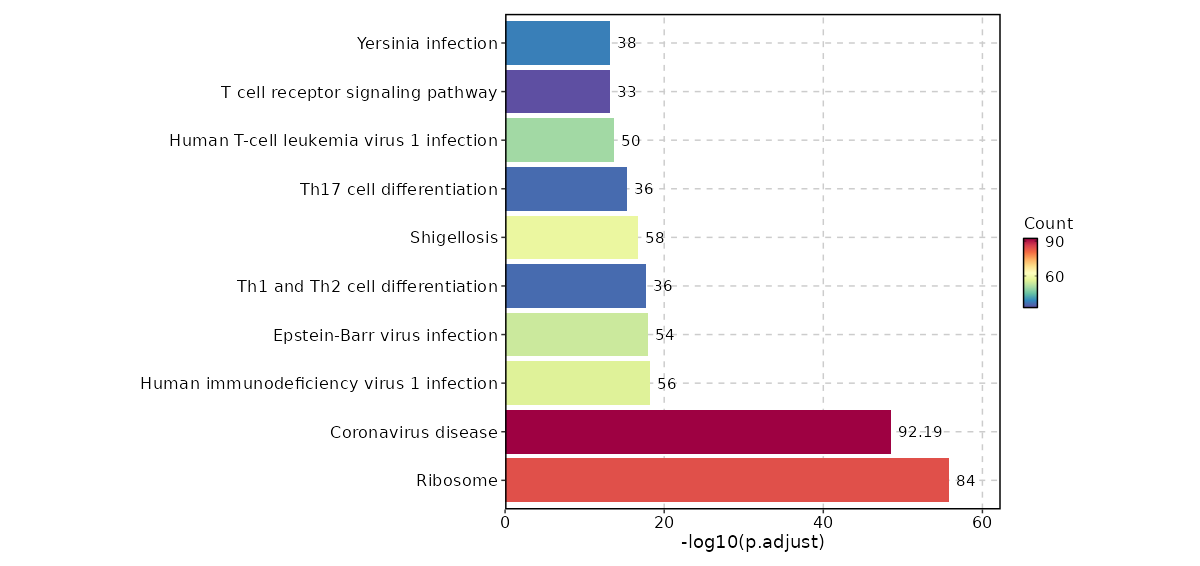 Yersinia infection 38
T cell receptor signaling pathway 33
Human T-cell leukemia virus 1 infection 50
Th17 cell differentiation 36
Shigellosis 58
Th1 and Th2 cell differentiation 36
Epstein-Barr virus infection 54
Human immunodeficiency virus 1 infection 56
Coronavirus disease 92.19
Ribosome 84
0 20 40 60
-log10(p.adjust)
Count
90
60